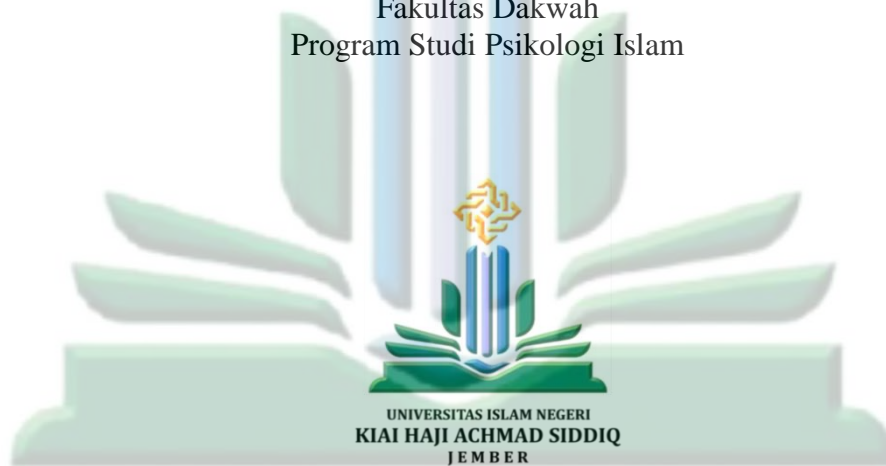 Fakultas Dakwah
Program Studi Psikologi Islam
UNIVERSITAS ISLAM NEGERI
KIAI HAJI ACHMAD SIDDIQ
JEMBER